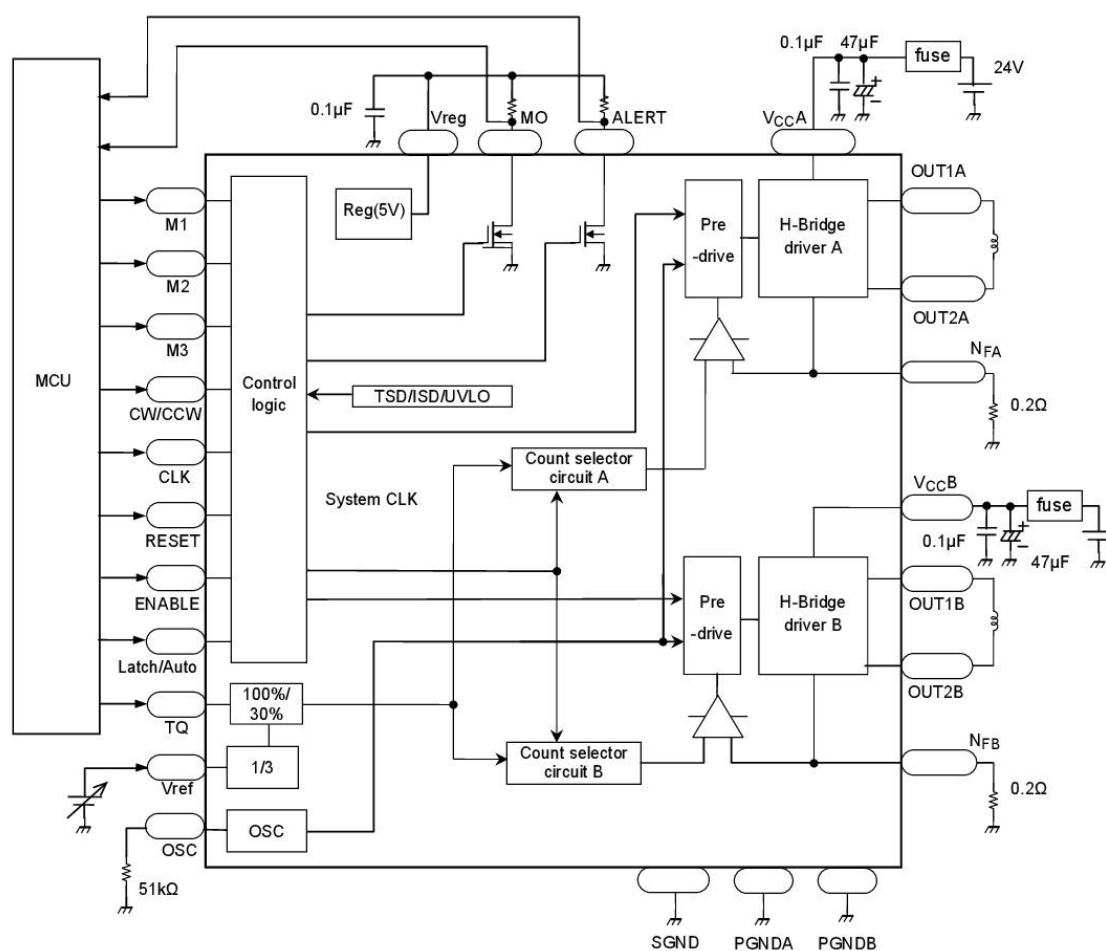 0.1µF
47µF
fuse
24V
MCU
0.1µF
Vreg
MO
ALERT
VCCA
M1
M2
M3
CW/CCW
CLK
RESET
ENABLE
Latch/Auto
TQ
Vref
OSC
51kΩ
Reg(5V)
Control
logic
TSD/ISD/UVLO
System CLK
100%/
30%
1/3
OSC
Count selector
circuit A
Count selector
circuit B
Pre
-drive
H-Bridge
driver A
OUT1A
OUT2A
NFA
0.2Ω
VCCB
fuse
0.1µF
47µF
Pre
-drive
H-Bridge
driver B
OUT1B
OUT2B
NFB
0.2Ω
SGND
PGNDA
PGNDB